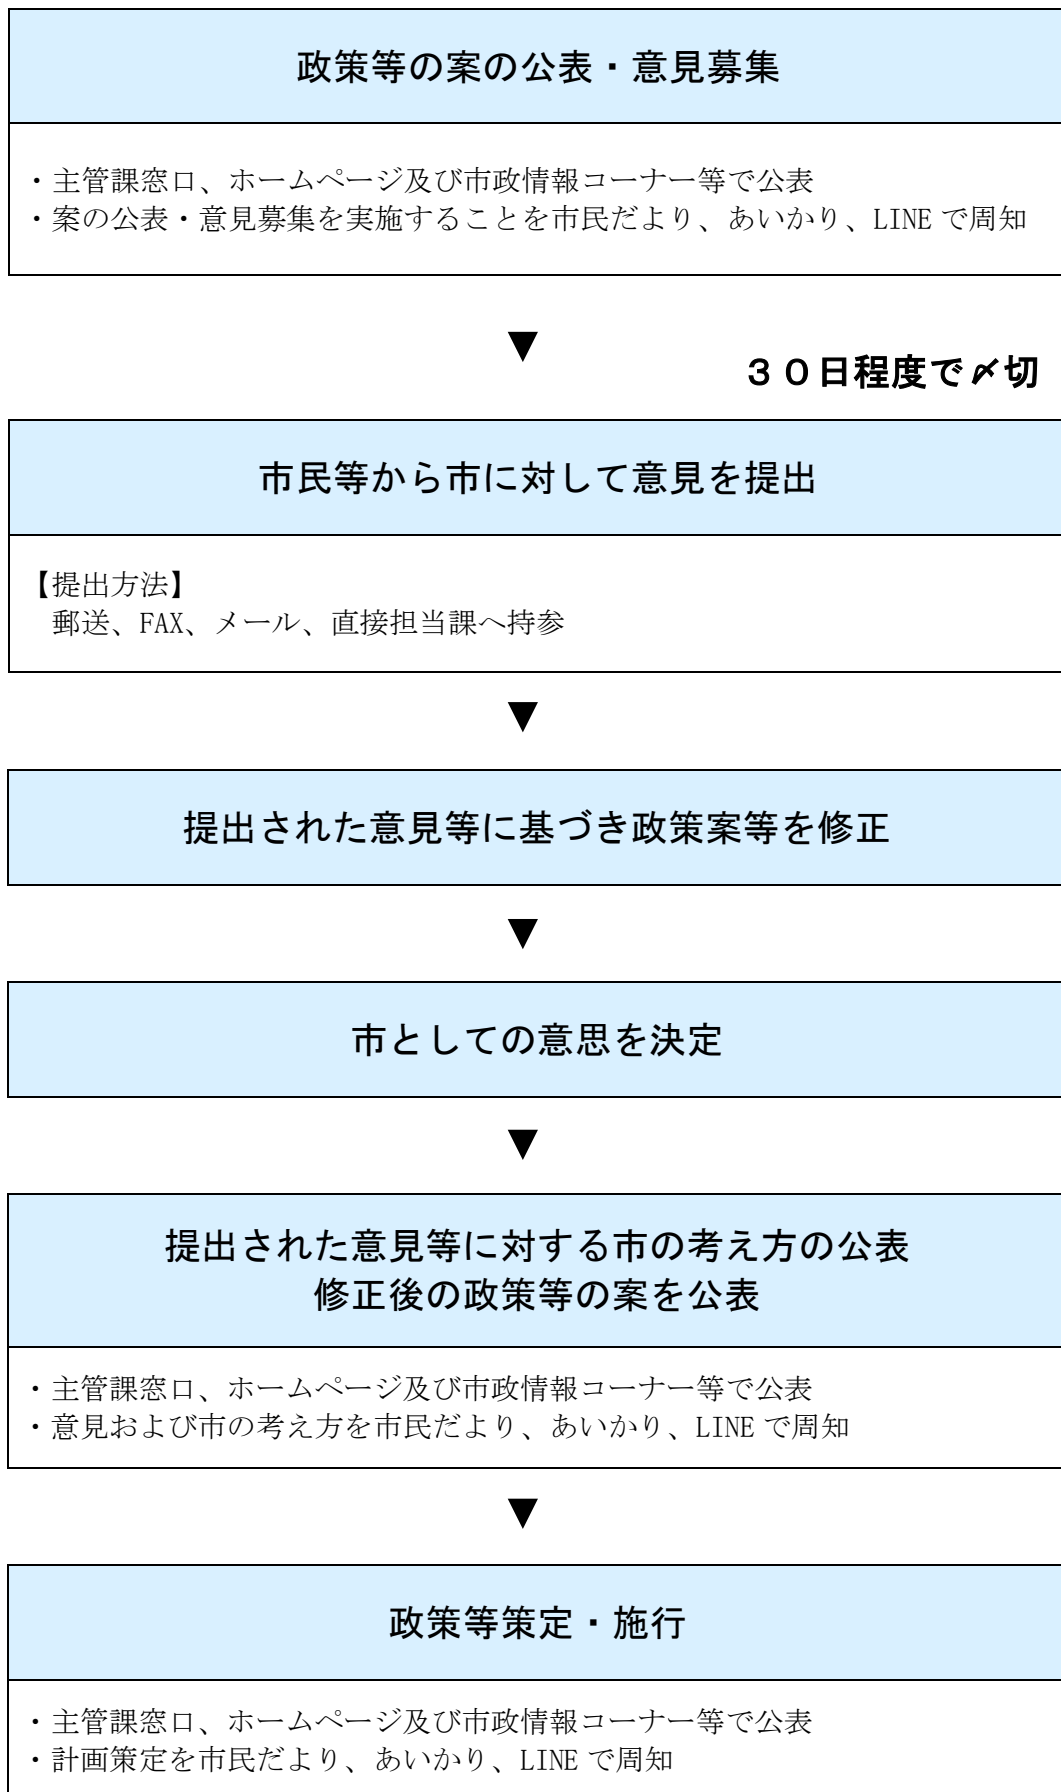 政策等の案の公表・意見募集
・主管課窓口、ホームページ及び市政情報コーナー等で公表
・案の公表・意見募集を実施することを市民だより、あいかり、LINEで周知
▼
３０日程度で〆切
市民等から市に対して意見を提出
【提出方法】
郵送、FAX、メール、直接担当課へ持参
▼
提出された意見等に基づき政策案等を修正
▼
市としての意思を決定
▼
提出された意見等に対する市の考え方の公表
修正後の政策等の案を公表
・主管課窓口、ホームページ及び市政情報コーナー等で公表
・意見および市の考え方を市民だより、あいかり、LINEで周知
▼
政策等策定・施行
・主管課窓口、ホームページ及び市政情報コーナー等で公表
・計画策定を市民だより、あいかり、LINEで周知